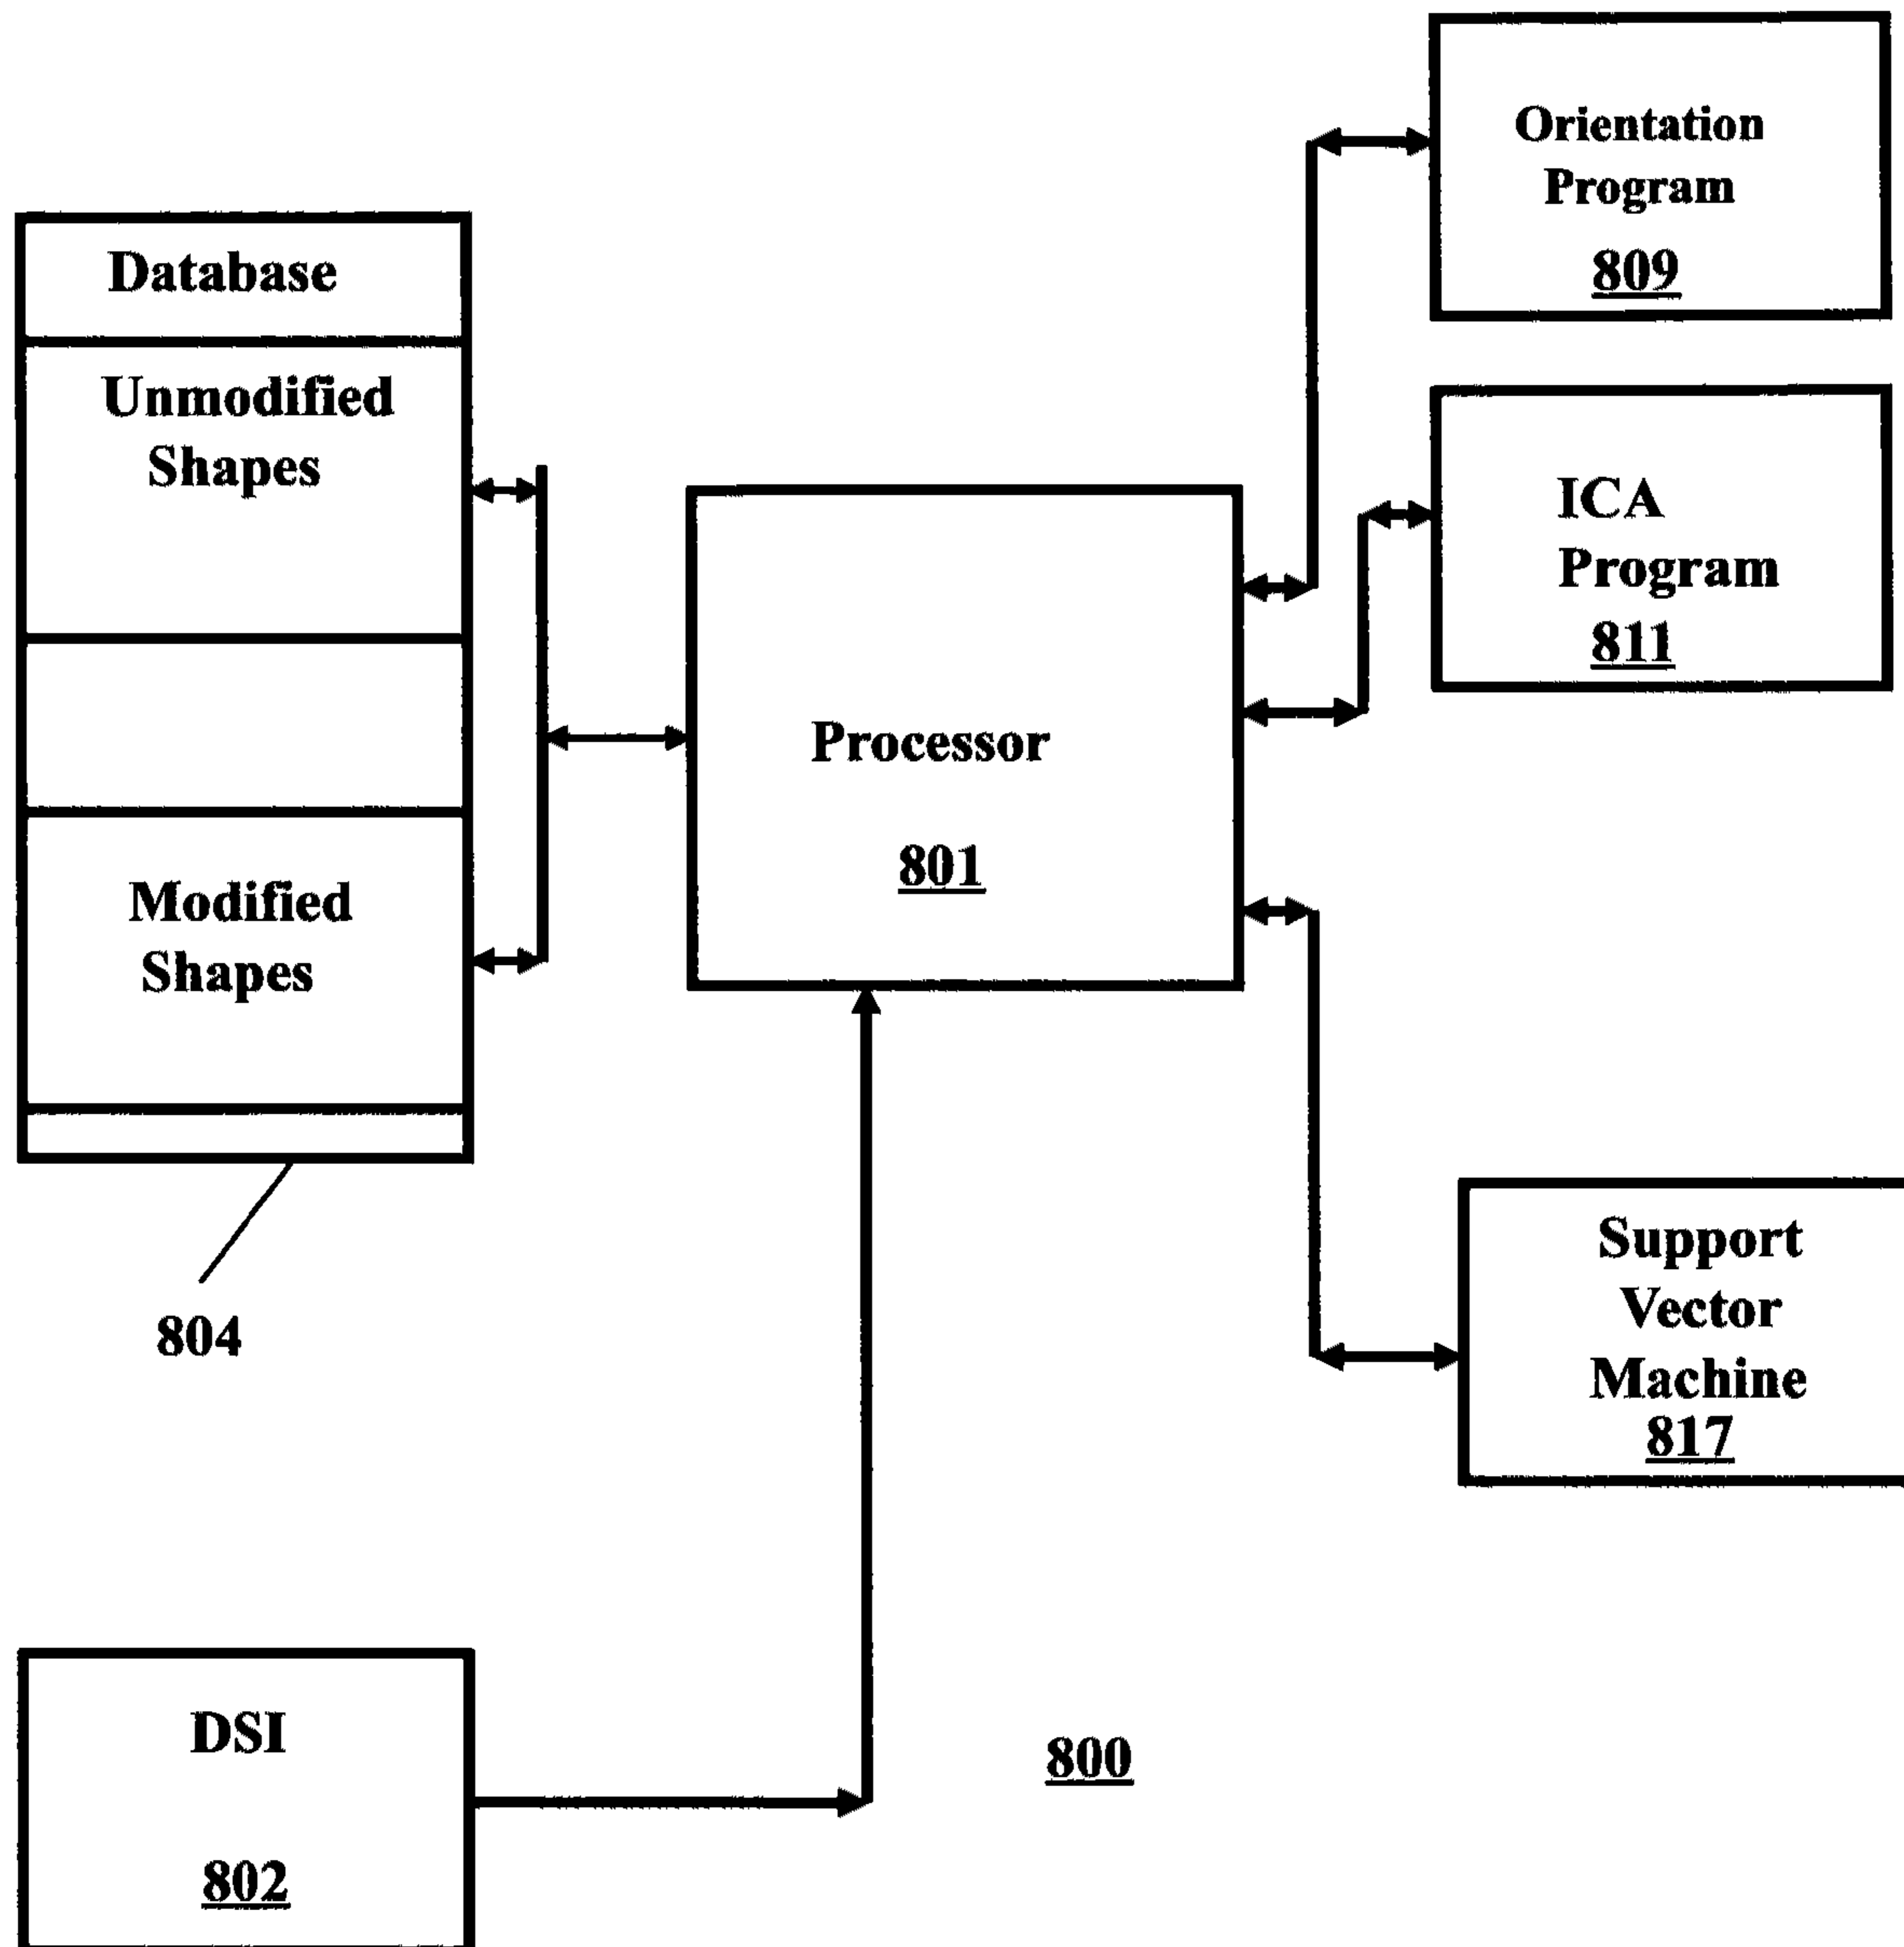 Database
Unmodified
Shapes
Modified
Shapes
804
Processor
801
Orientation
Program
809
ICA
Program
811
Support
Vector
Machine
817
DSI
802
800